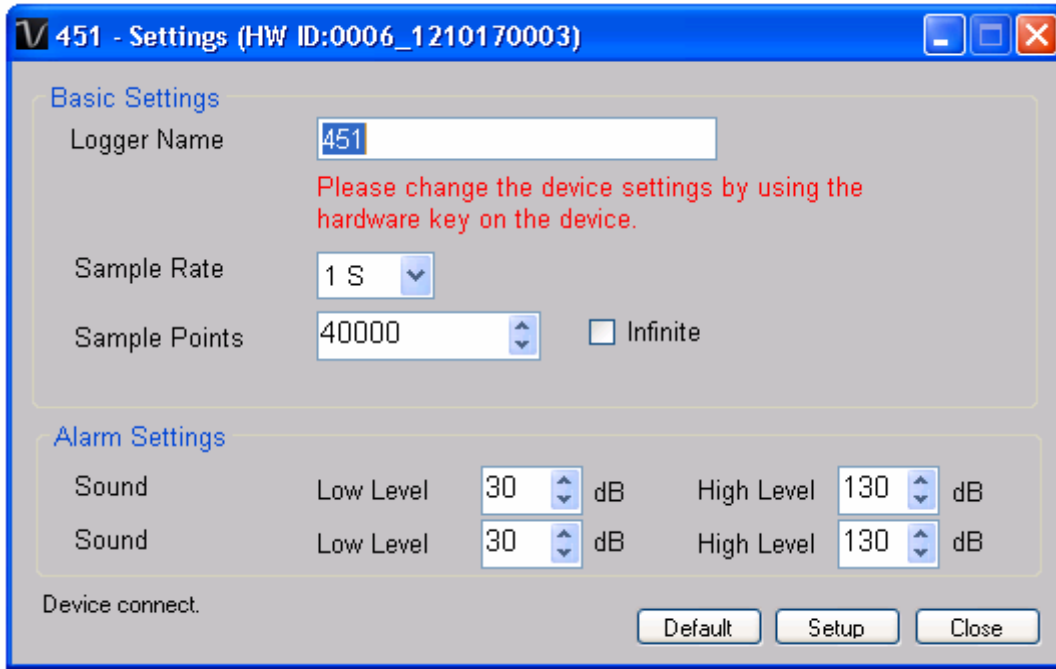 451 - Settings (HW ID:0006_1210170003)
Basic Settings
Logger Name 451
Please change the device settings by using the
hardware key on the device.
Sample Rate 1 S
Sample Points 40000 Infinite
Alarm Settings
Sound Low Level 30 dB High Level 130 dB
Sound Low Level 30 dB High Level 130 dB
Device connect.
Default Setup Close